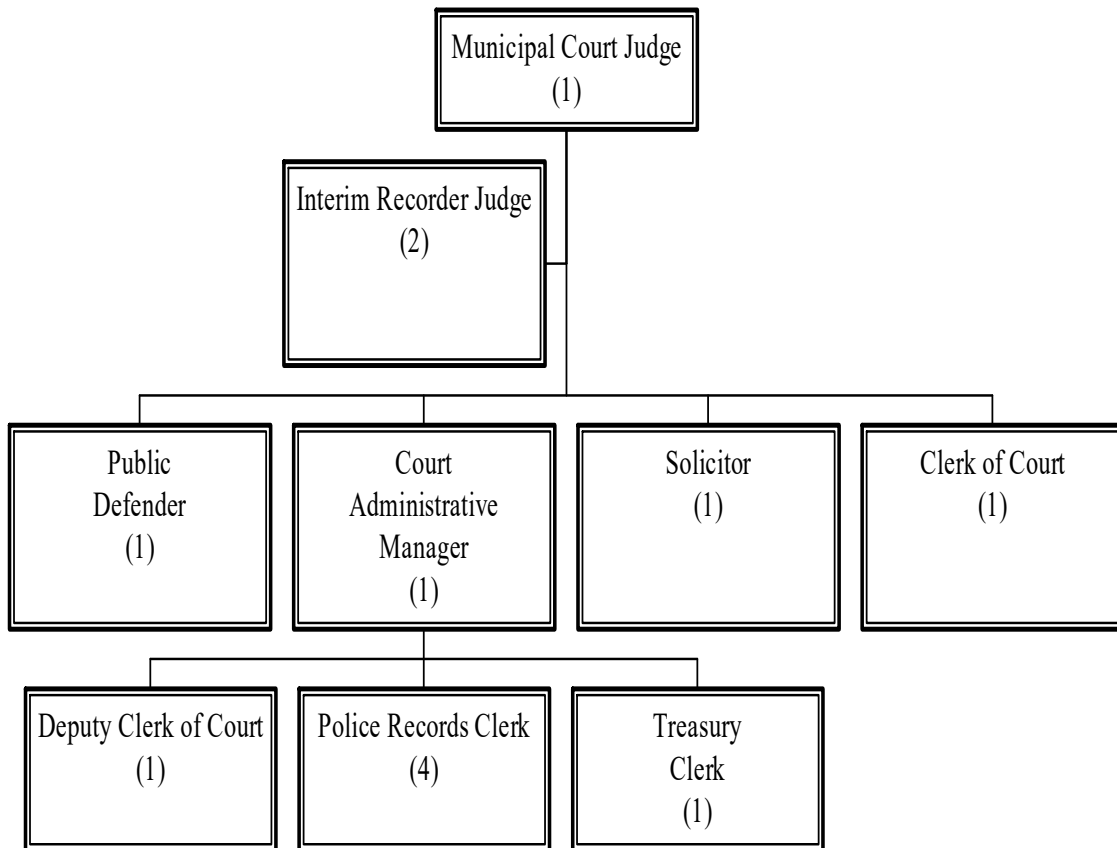 Municipal Court Judge
(1)
Interim Recorder Judge
(2)
Public
Defender
(1)
Court
Administrative
Manager
(1)
Solicitor
(1)
Clerk of Court
(1)
Deputy Clerk of Court
(1)
Police Records Clerk
(4)
Treasury
Clerk
(1)